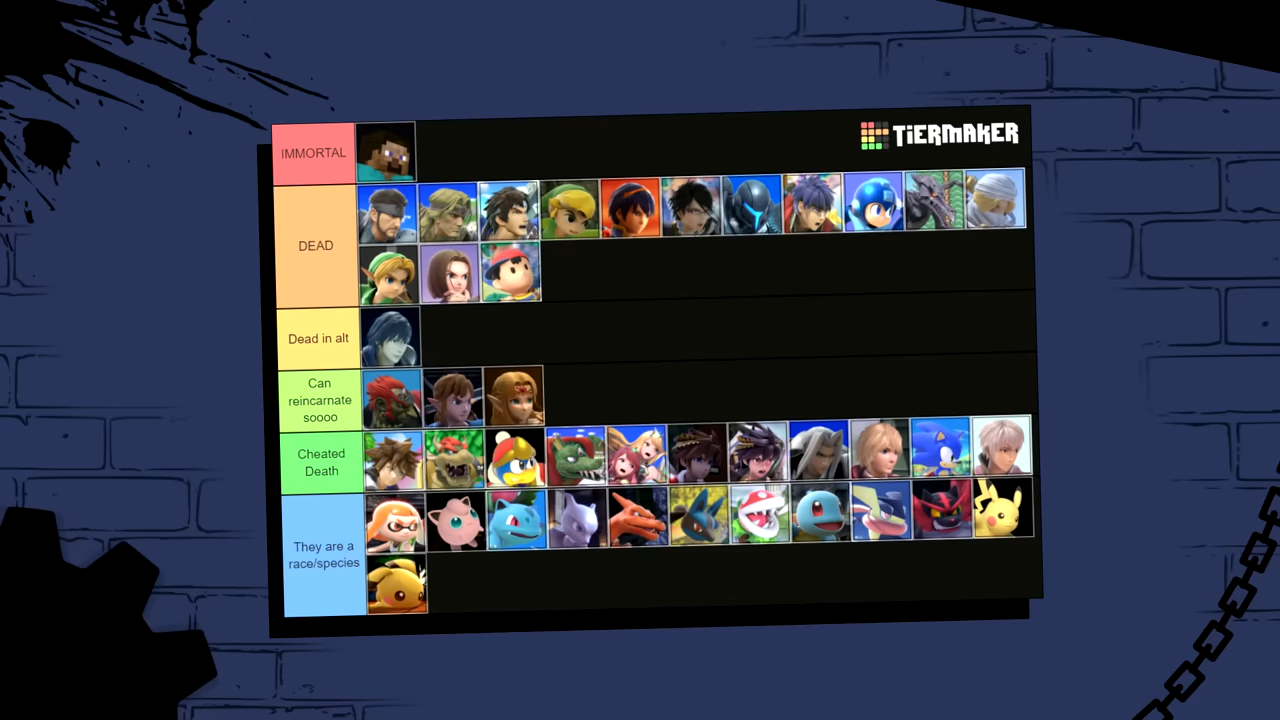 IMMORTAL
TiERMAKER
DEAD
Dead in alt
Can
reincarnate
soooo
Cheated
Death
They are a
race/species